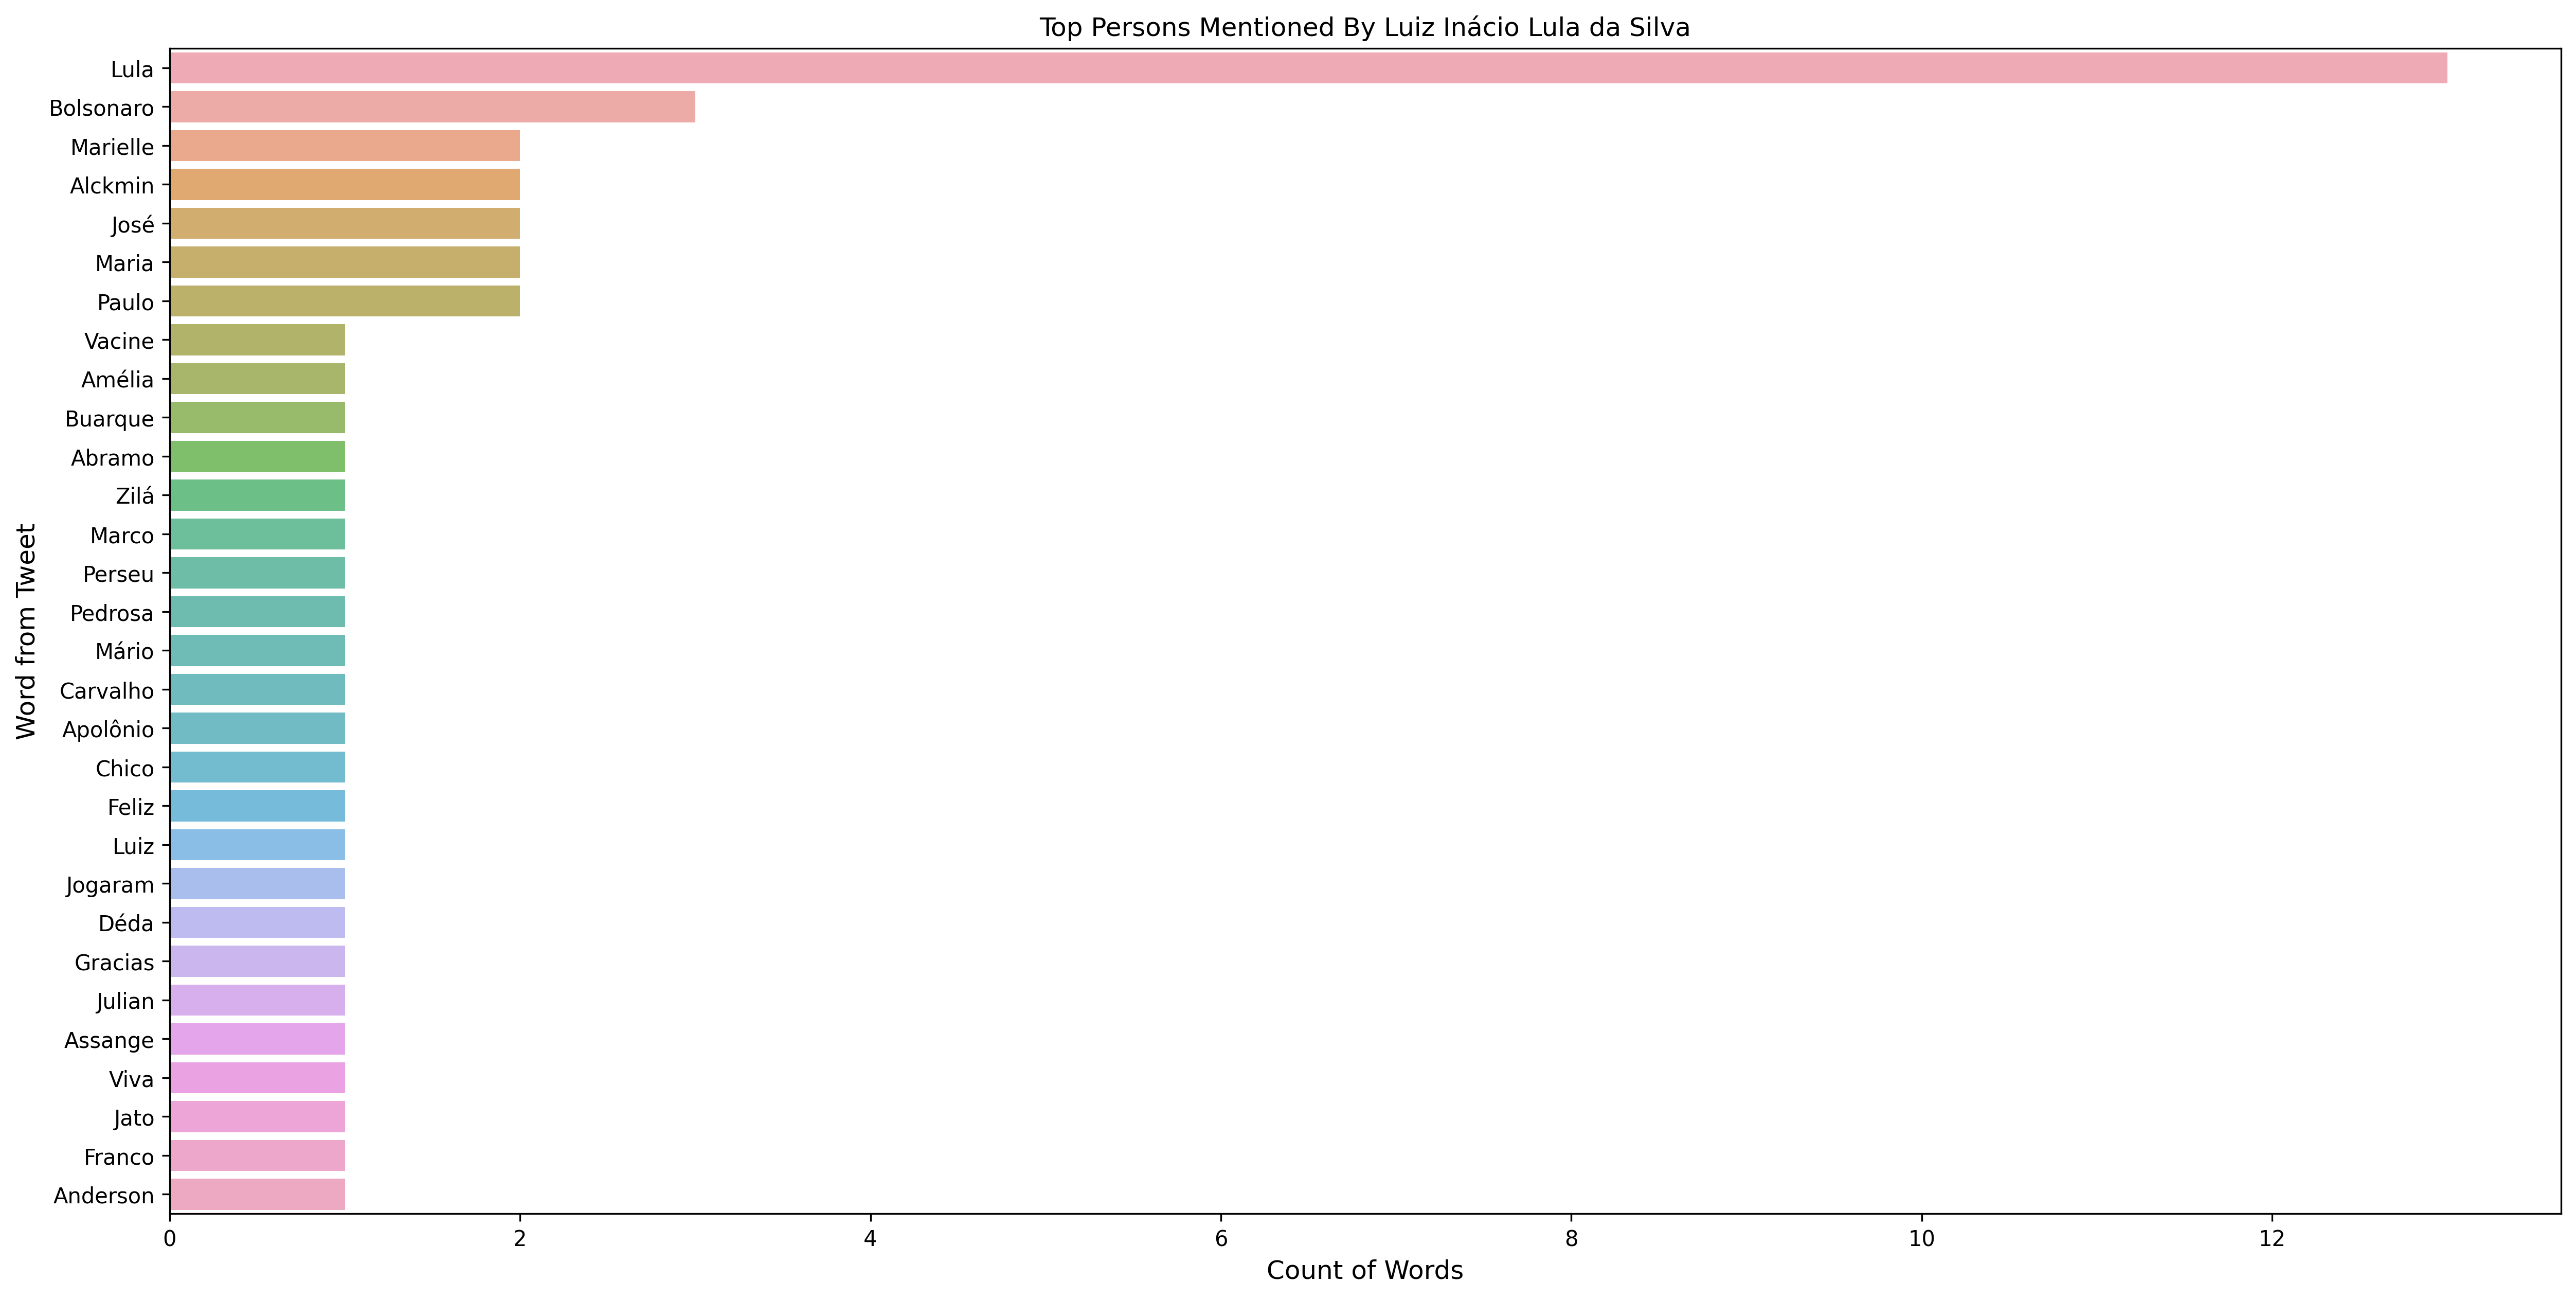 Top Persons Mentioned By Luiz Inácio Lula da Silva
Lula
Bolsonaro
Marielle
Alckmin
José
Maria
Paulo
Vacine
Amélia
Buarque
Abramo
Zilá
Marco
Perseu
Pedrosa
Mário
Carvalho
Apolônio
Chico
Feliz
Luiz
Jogaram
Déda
Gracias
Julian
Assange
Viva
Jato
Franco
Anderson
Word from Tweet
0 2 4 6 8 10 12
Count of Words